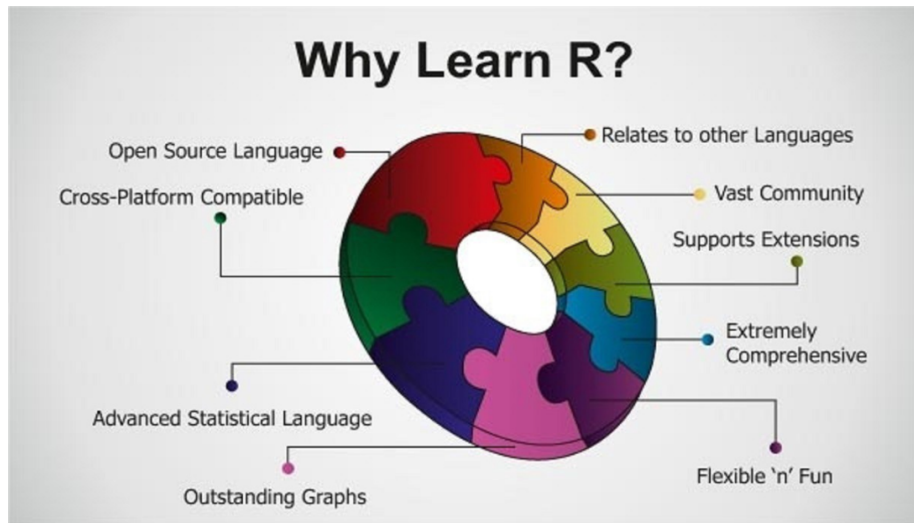 Why Learn R?
Open Source Language
Relates to other Languages
Cross-Platform Compatible
Vast Community
Supports Extensions
Extremely
Comprehensive
Advanced Statistical Language
Flexible ‘n’ Fun
Outstanding Graphs